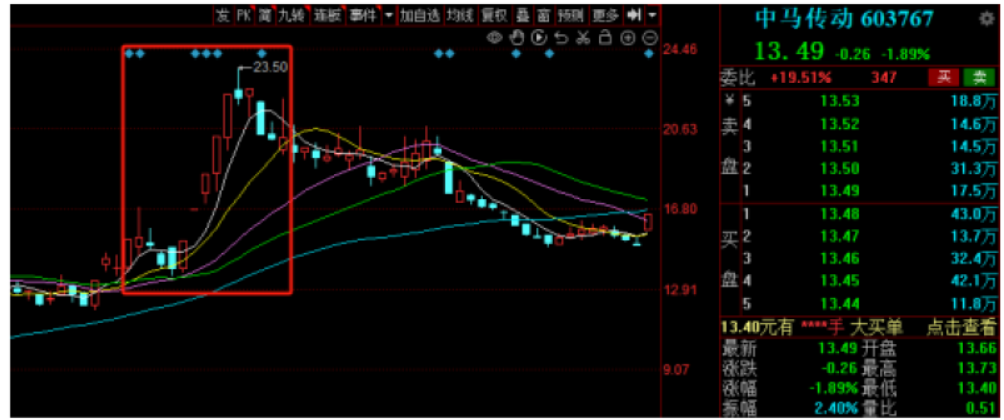 发 PK 简 九转 连板 事件 加自选 均线 复权 叠 窗 预测 更多
中马传动 603767
13.49 -0.26 -1.89%
24.46
23.50
20.63
16.80
12.91
9.07
委比 +19.51% 347 买 卖
¥ 5 13.53 18.8万
卖 4 13.52 14.6万
3 13.51 14.5万
盘 2 13.50 31.3万
1 13.49 17.5万
1 13.48 43.0万
买 2 13.47 13.7万
3 13.46 32.4万
盘 4 13.45 42.1万
5 13.44 11.8万
13.40元有 ****手 大买单 点击查看
最新 13.49 开盘 13.66
涨跌 -0.26 最高 13.73
涨幅 -1.89% 最低 13.40
振幅 2.40% 量比 0.51